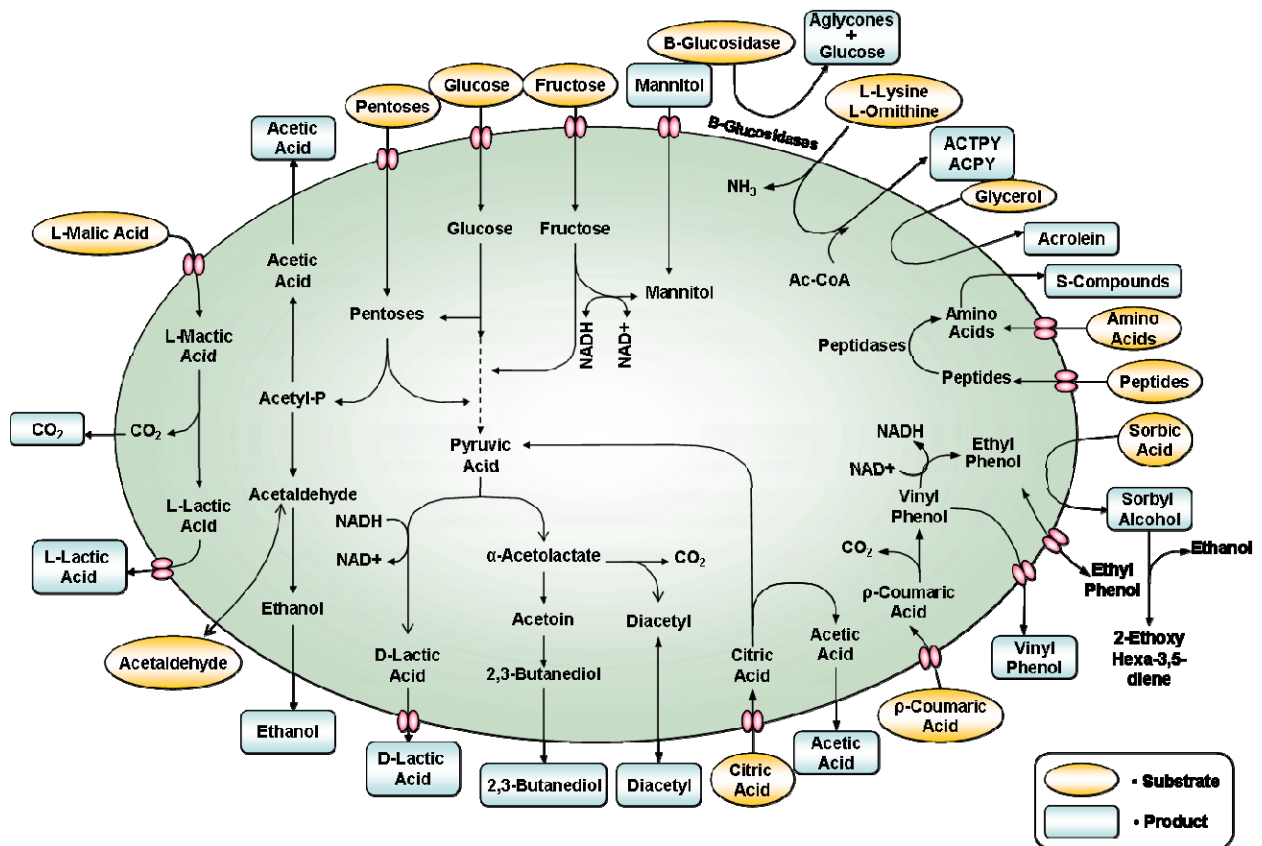 B-Glucosidase
Aglycones
+
Glucose
Pentoses
Glucose
Fructose
Mannitol
L-Lysine
L-Ornithine
Acetic
Acid
B-Glucosidases
ACTPY
ACPY
NH3
Glycerol
L-Malic Acid
Glucose
Fructose
Acrolein
Acetic
Acid
Ac-CoA
S-Compounds
Mannitol
Pentoses
NADH
NAD+
Amino
Acids
Amino
Acids
L-Mactic
Acid
Peptidases
Peptides
Peptides
Acetyl-P
CO2
CO2
Pyruvic
Acid
NADH
NAD+
Ethyl
Phenol
Sorbic
Acid
Acetaldehyde
Vinyl
Phenol
Sorbyl
Alcohol
L-Lactic
Acid
NADH
NAD+
α-Acetolactate
CO2
CO2
Ethanol
L-Lactic
Acid
Ethyl
Phenol
Ethanol
Acetoin
Diacetyl
ρ-Coumaric
Acid
Acetaldehyde
D-Lactic
Acid
2,3-Butanediol
Citric
Acid
Acetic
Acid
Vinyl
Phenol
2-Ethoxy
Hexa-3,5-
diene
Ethanol
D-Lactic
Acid
2,3-Butanediol
Diacetyl
Citric
Acid
Acetic
Acid
ρ-Coumaric
Acid
• Substrate
• Product